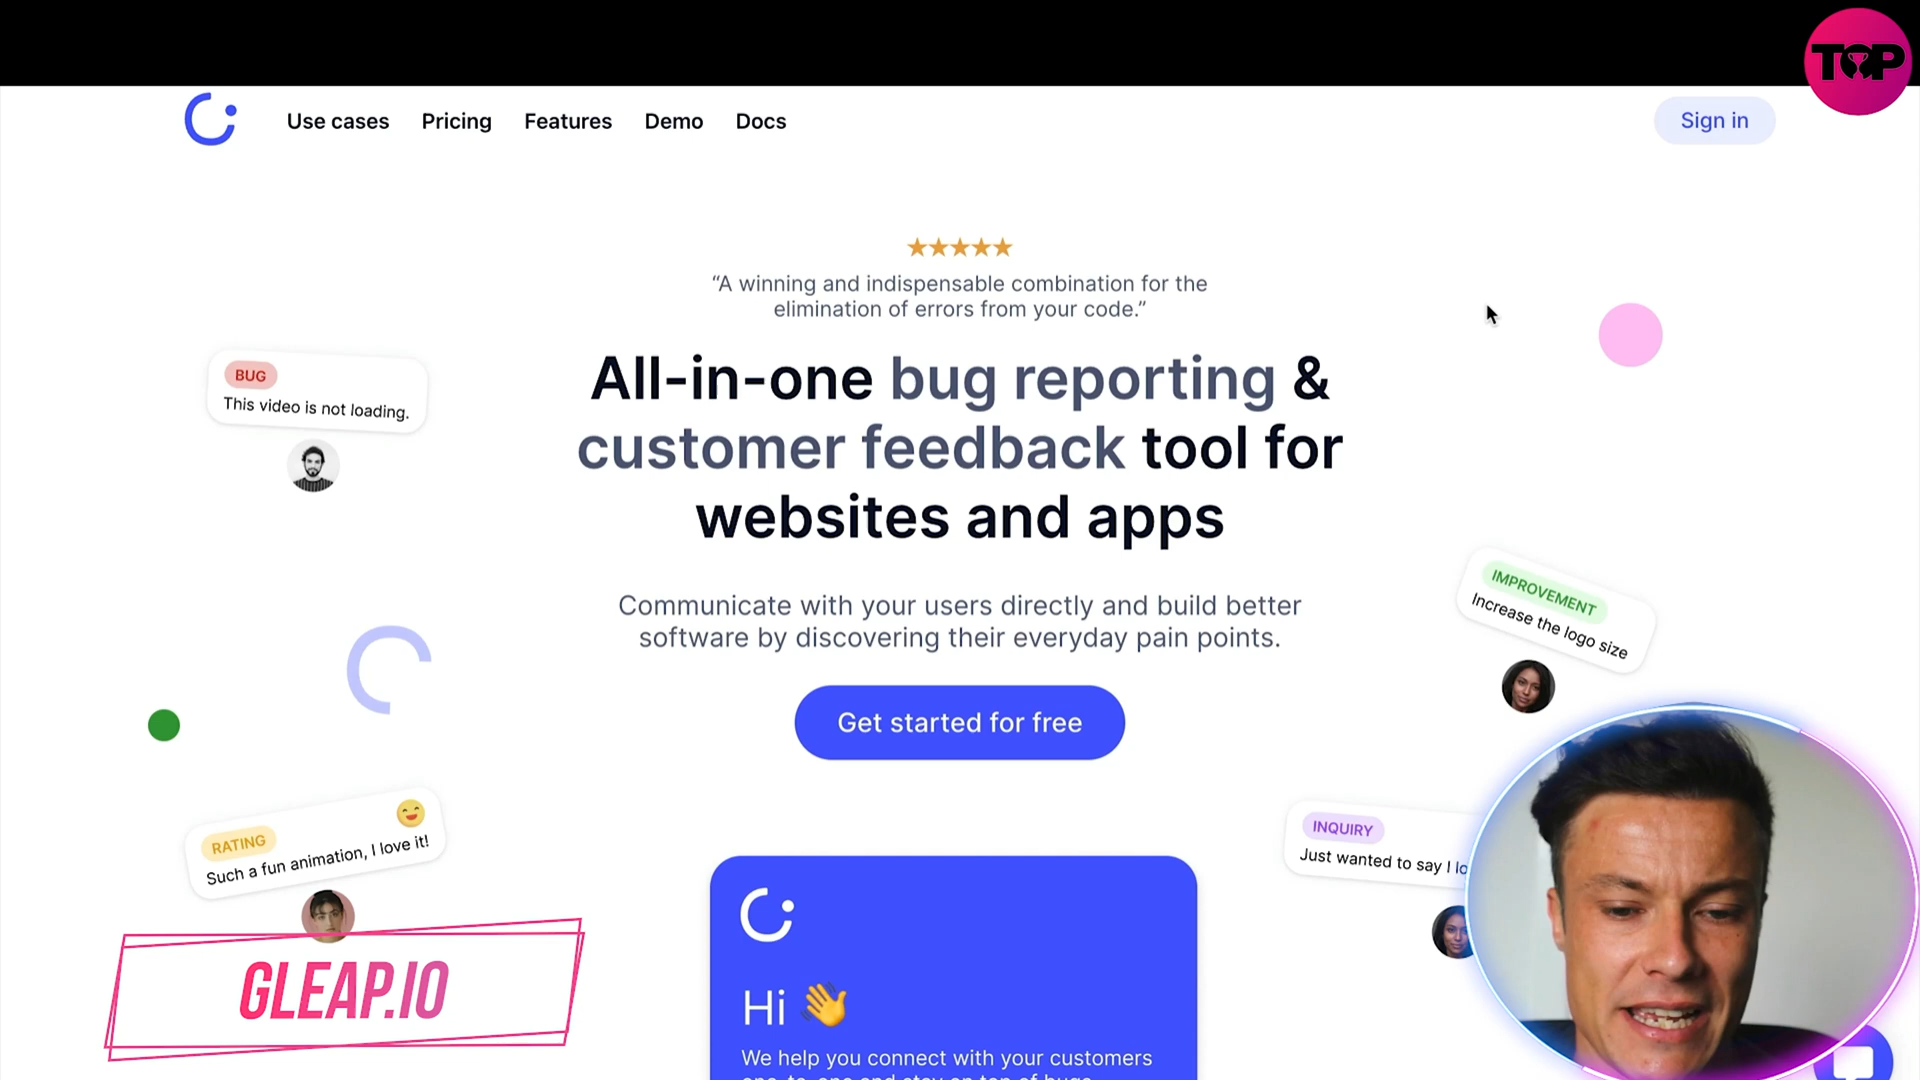 TOP
Use cases Pricing Features Demo Docs
Sign in
“A winning and indispensable combination for the
elimination of errors from your code.”
All-in-one bug reporting &
customer feedback tool for
websites and apps
Communicate with your users directly and build better
software by discovering their everyday pain points.
Get started for free
BUG
This video is not loading.
IMPROVEMENT
Increase the logo size
RATING
Such a fun animation, I love it!
INQUIRY
Just wanted to say I lo
GLEAP.IO
Hi
We help you connect with your customers